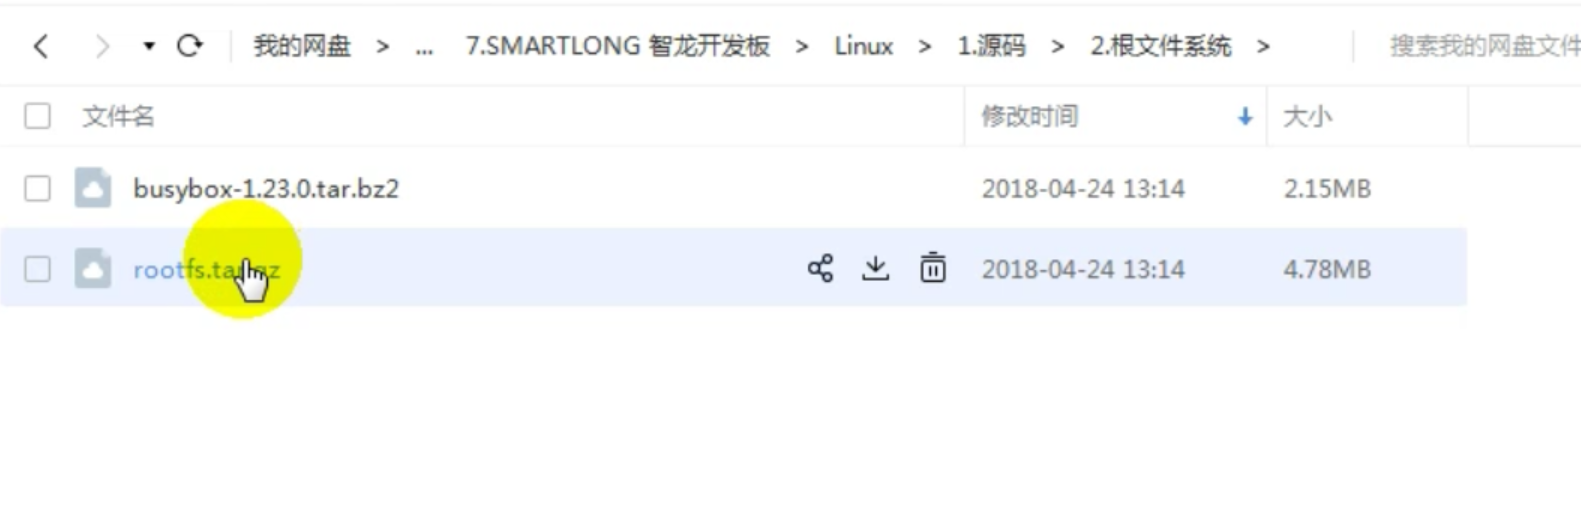 我的网盘 > ... 7.SMARTLONG 智龙开发板 > Linux > 1.源码 > 2.根文件系统 > 搜索我的网盘文件
文件名 修改时间 大小
busybox-1.23.0.tar.bz2 2018-04-24 13:14 2.15MB
rootfs.tar.gz 2018-04-24 13:14 4.78MB